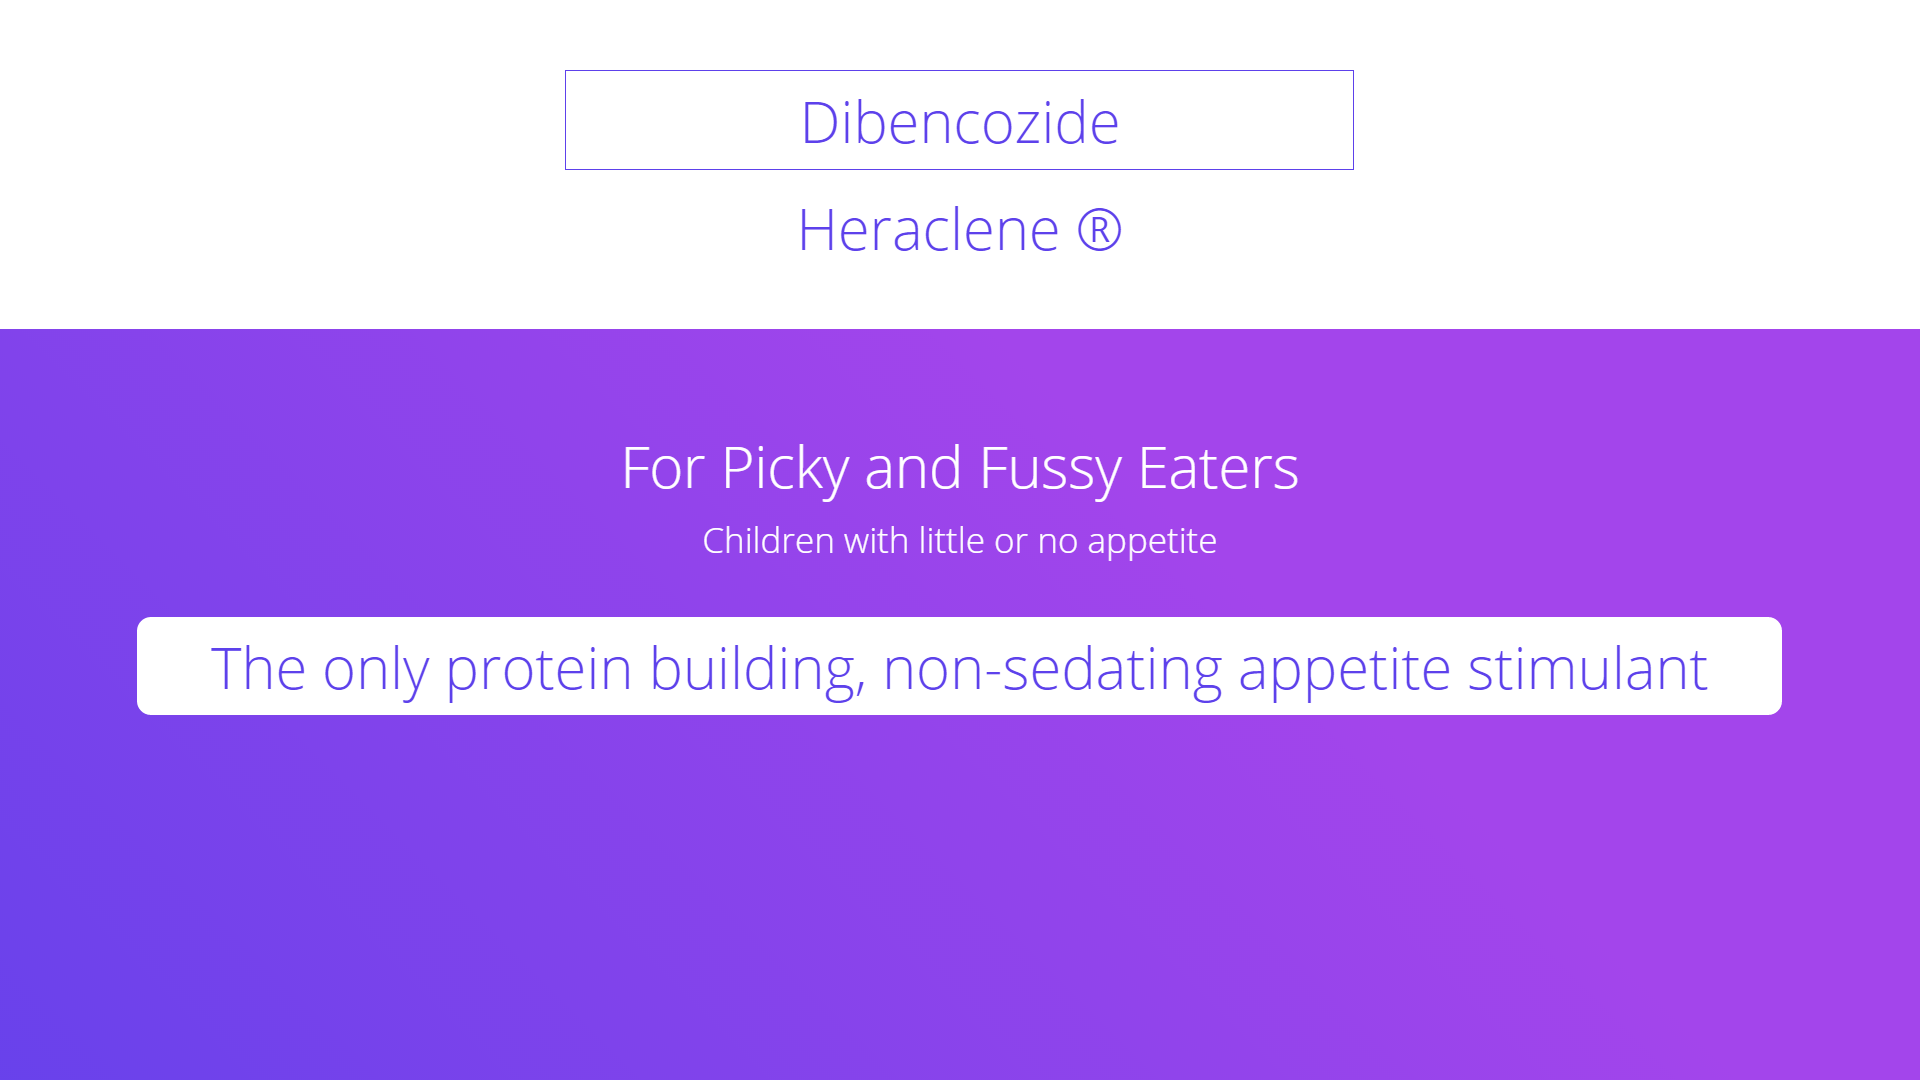 Dibencozide
Heraclene ®
For Picky and Fussy Eaters
Children with little or no appetite
The only protein building, non-sedating appetite stimulant